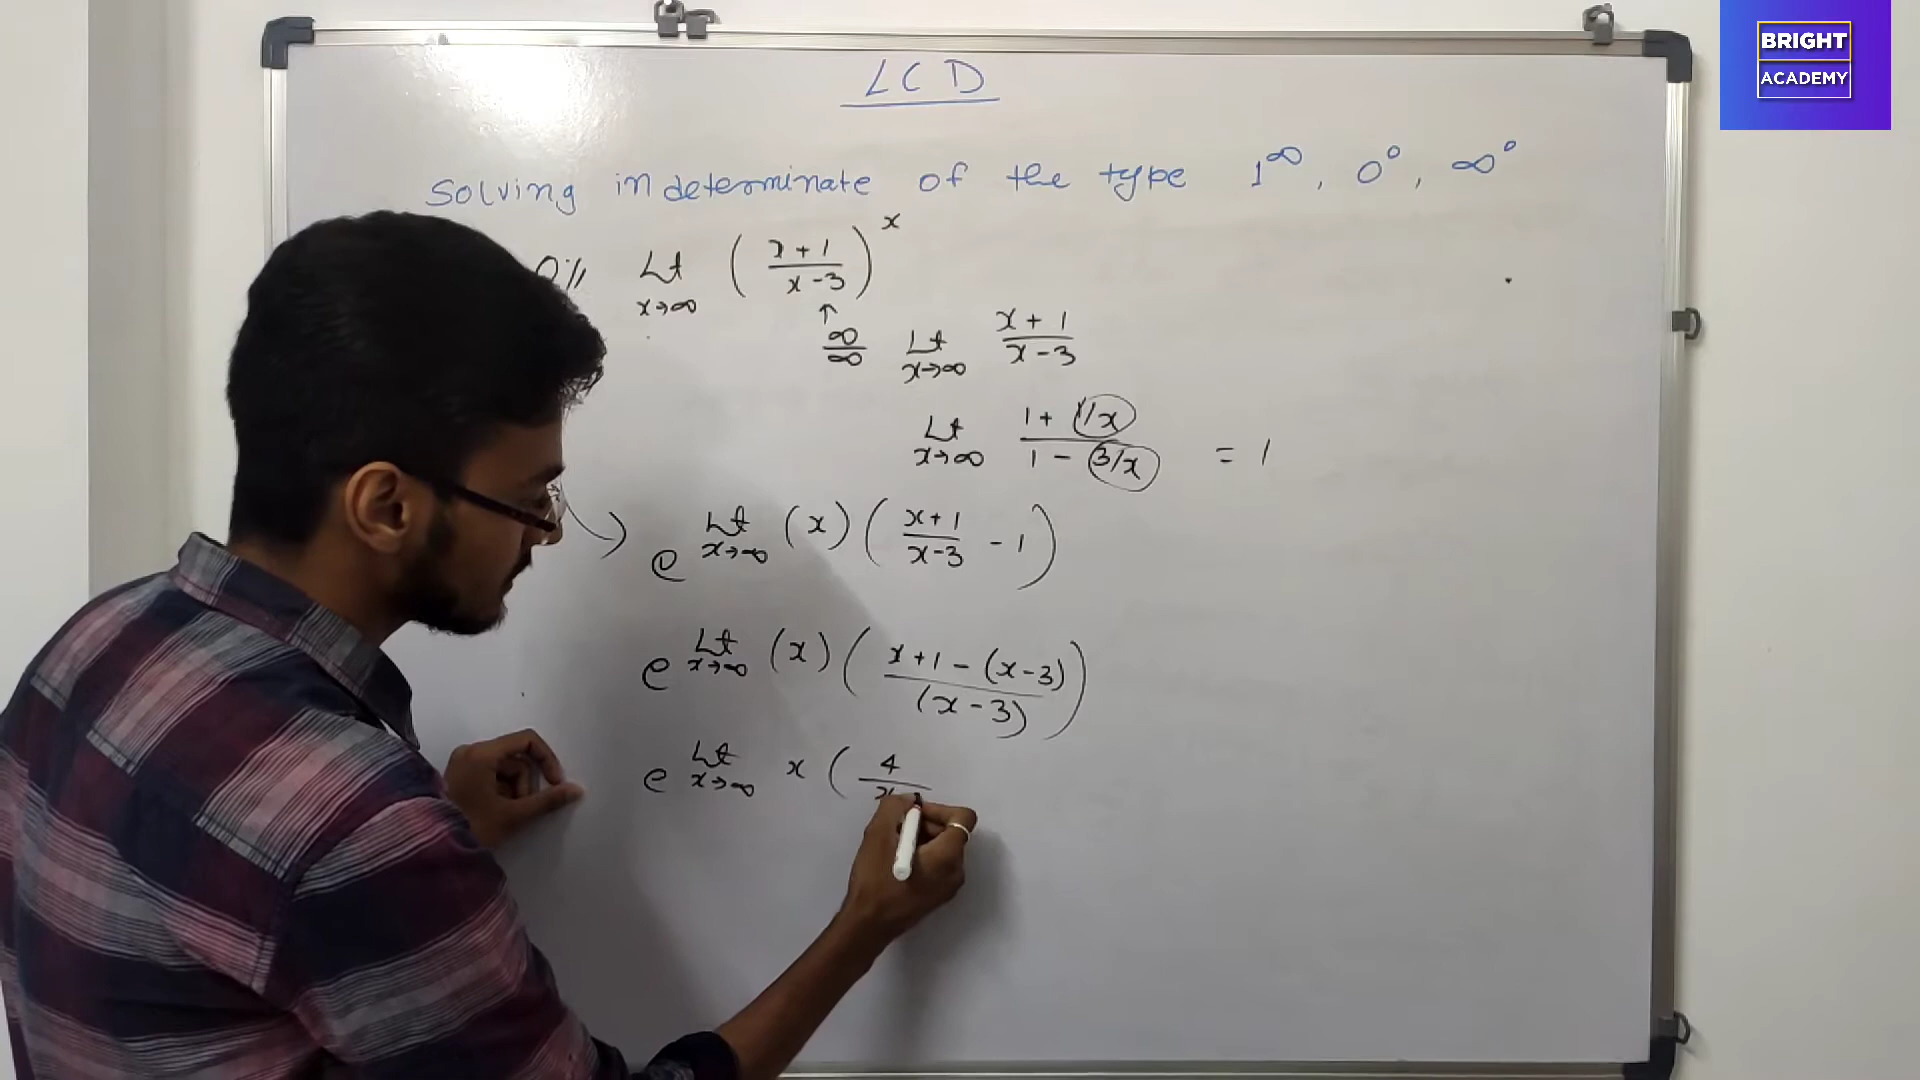 BRIGHT
ACADEMY
LCD
Solving indeterminate of the type 1^∞, 0^0, ∞^0
Lt x→∞ ((x+1)/(x-3))^x
↑
∞/∞ Lt x→∞ (x+1)/(x-3)
Lt x→∞ (1+1/x)/(1-3/x) = 1
e^(Lt x→∞ (x)((x+1)/(x-3) - 1))
e^(Lt x→∞ (x)((x+1-(x-3))/(x-3)))
e Lt x→∞ x (4/x